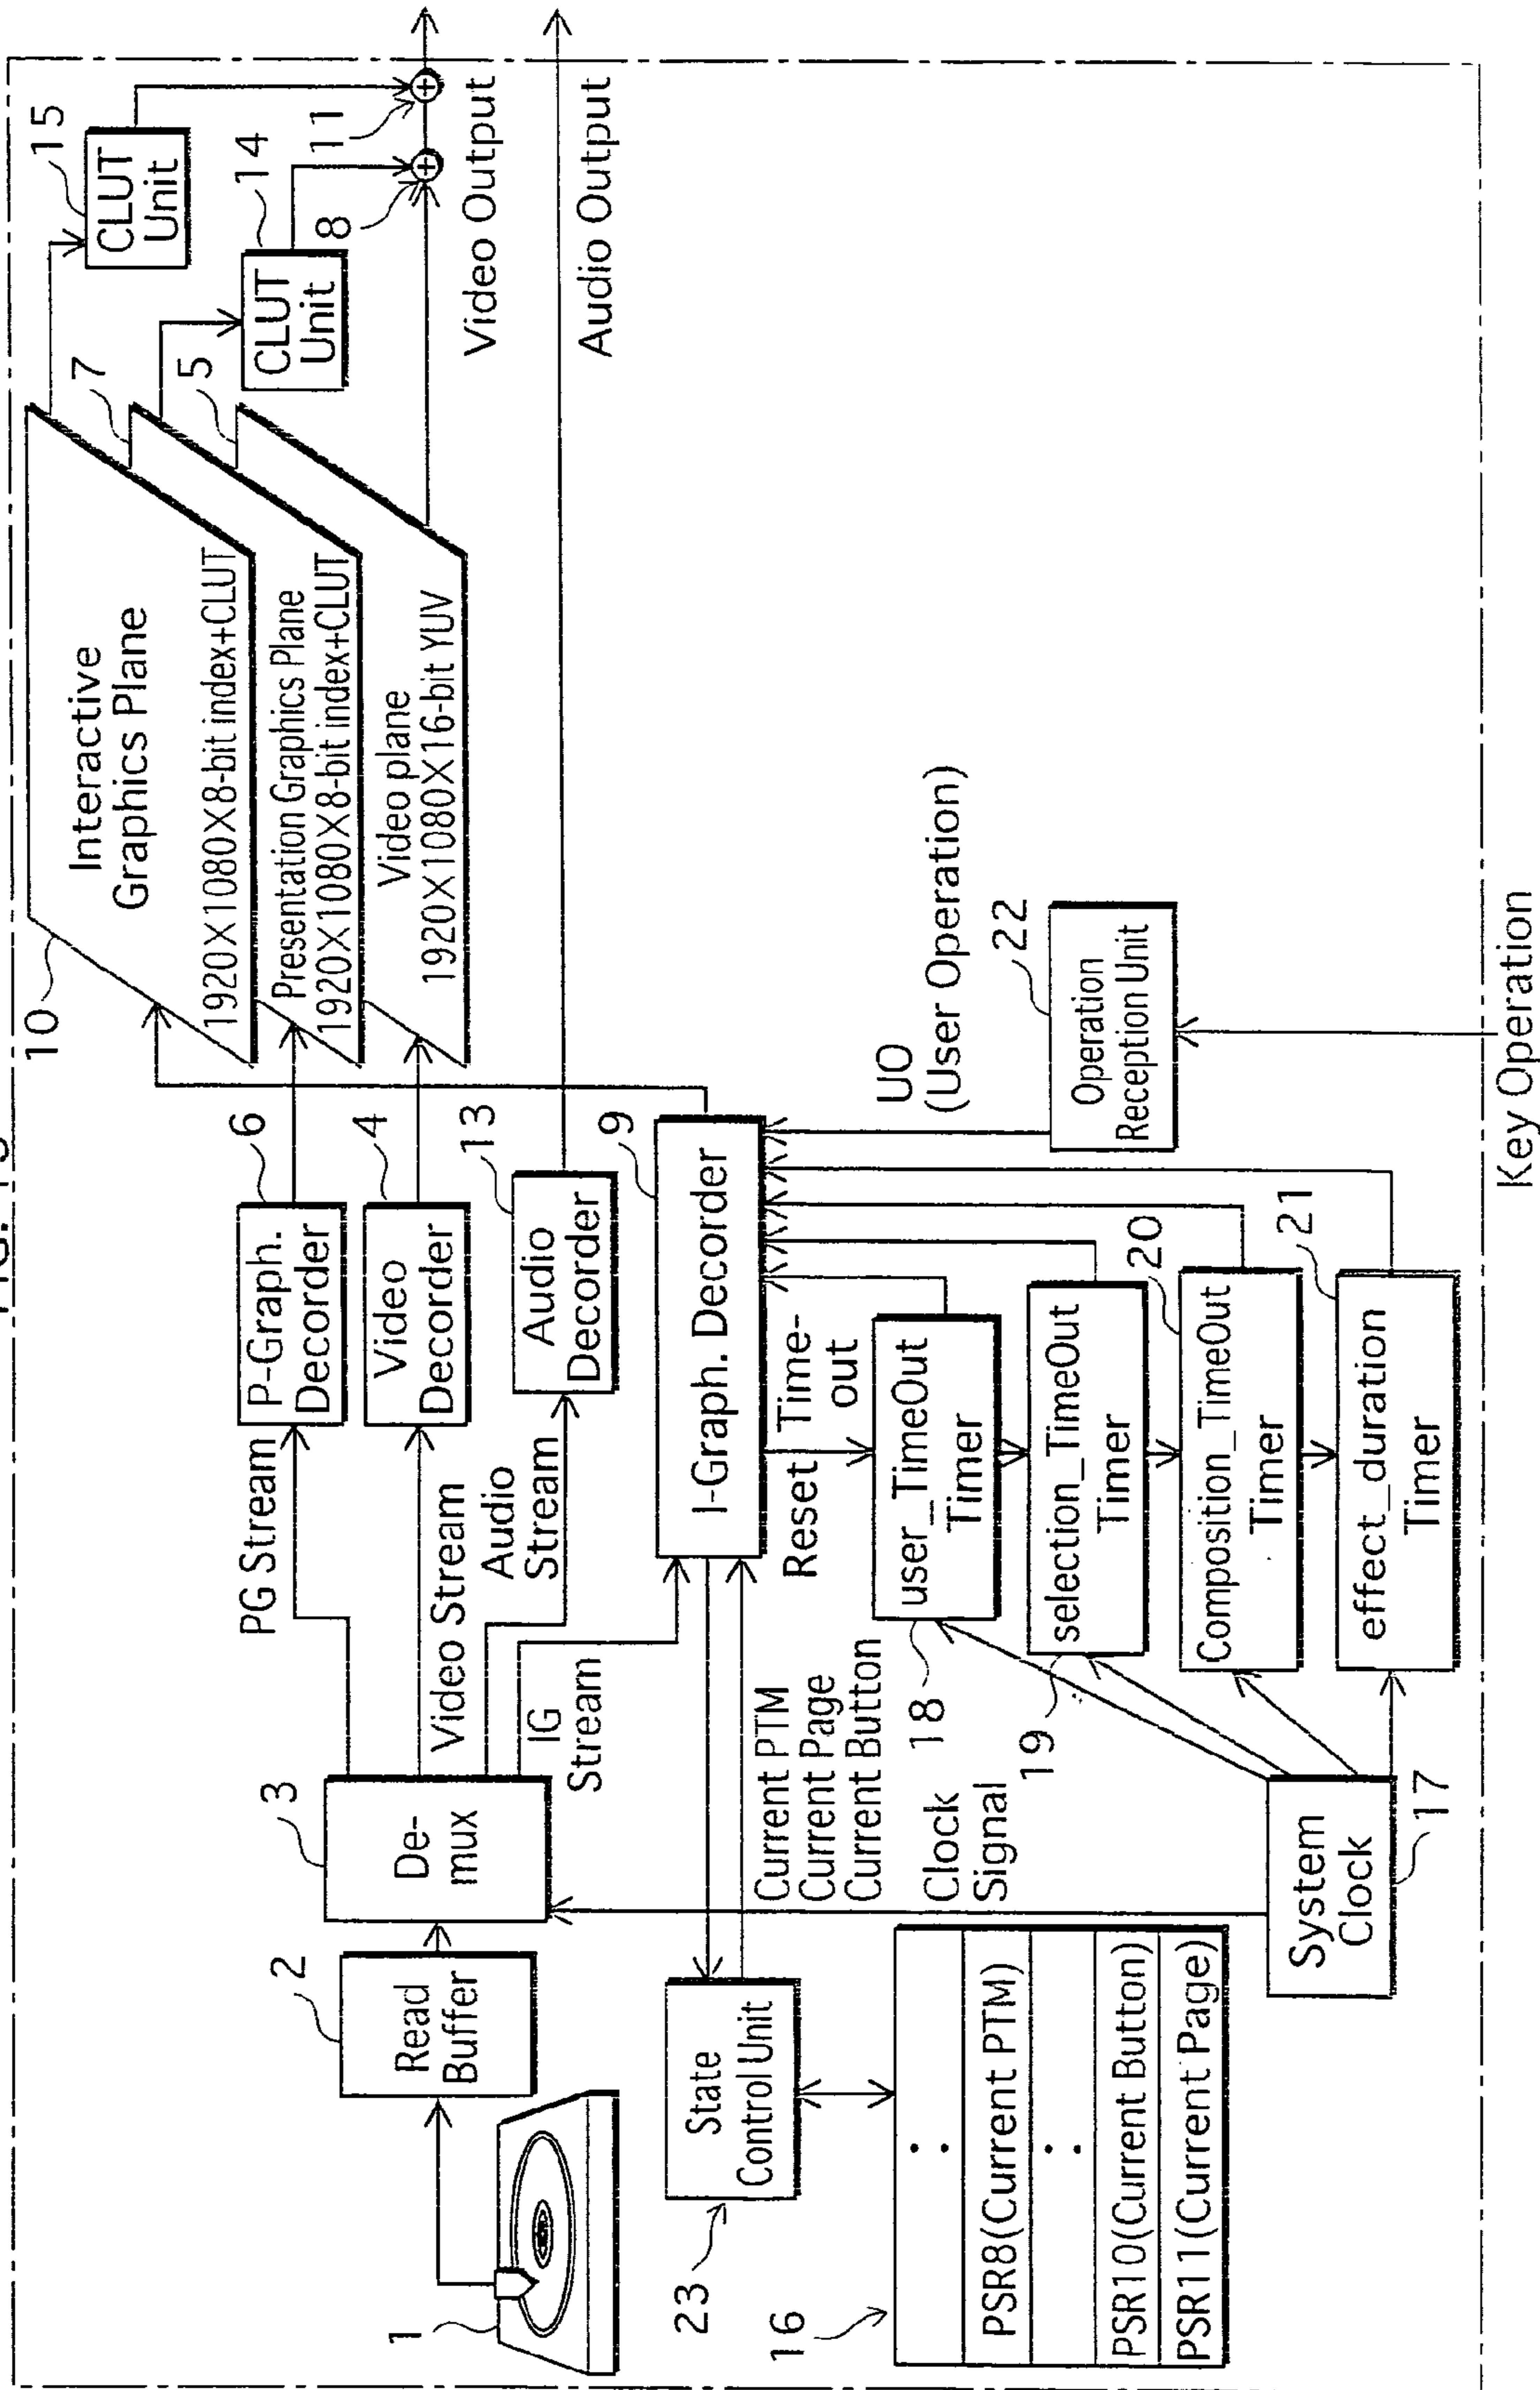 15
CLUT
Unit
14
CLUT
Unit
11
8
Video Output
Audio Output
7
5
10
Interactive
Graphics Plane
1920X1080X8-bit index+CLUT
Presentation Graphics Plane
1920X1080X8-bit index+CLUT
Video plane
1920X1080X16-bit YUV
6
P-Graph.
Decorder
4
Video
Decorder
13
Audio
Decorder
9
I-Graph. Decorder
UO
(User Operation)
22
Operation
Reception Unit
Key Operation
PG Stream
Video Stream
Audio
Stream
IG
Stream
3
De-
mux
2
Read
Buffer
1
Reset
Time-
out
user_TimeOut
Timer
18
selection_TimeOut
Timer
19
Composition_TimeOut
Timer
20
effect_duration
Timer
21
Current PTM
Current Page
Current Button
Clock
Signal
System
Clock
17
State
Control Unit
23
16
:
PSR8(Current PTM)
:
PSR10(Current Button)
PSR11(Current Page)